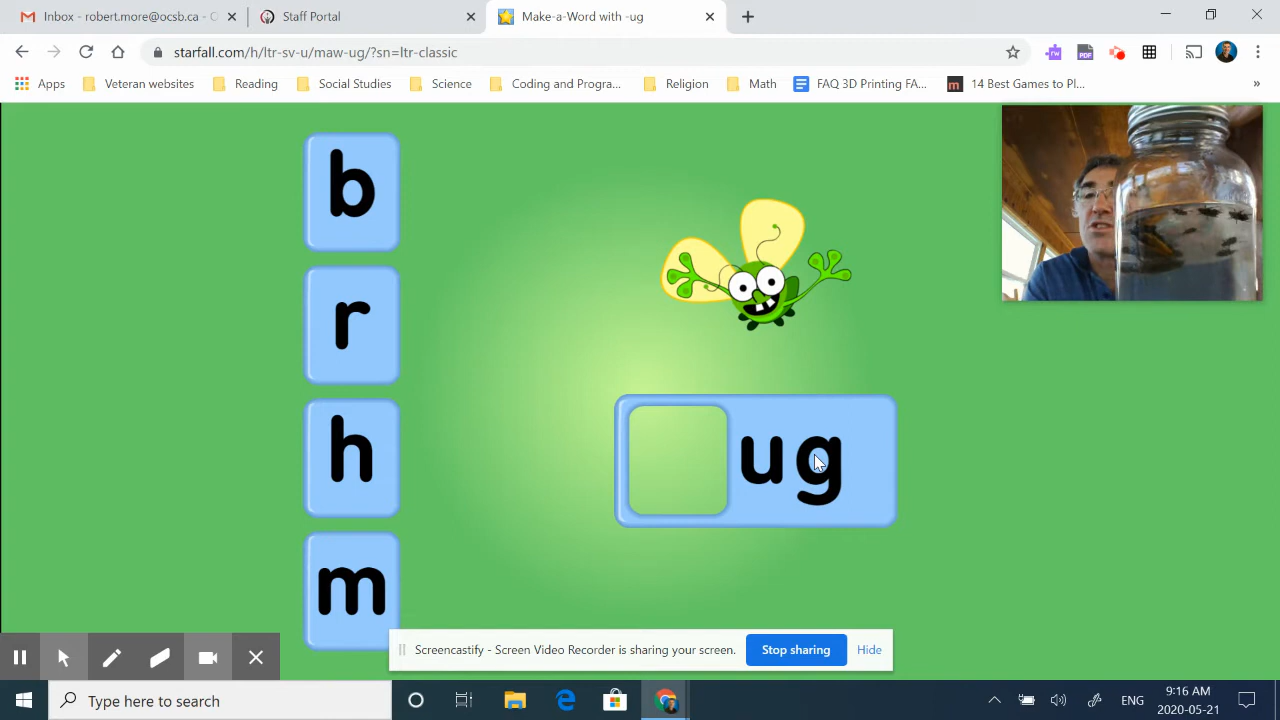 Inbox - robert.more@ocsb.ca - O
Staff Portal
Make-a-Word with -ug
starfall.com/h/ltr-sv-u/maw-ug/?sn=ltr-classic
rw
PDF
Apps
Veteran websites
Reading
Social Studies
Science
Coding and Progra...
Religion
Math
FAQ 3D Printing FA...
m
14 Best Games to Pl...
»
b
r
h
m
ug
Screencastify - Screen Video Recorder is sharing your screen.
Stop sharing
Hide
Type here to search
ENG
9:16 AM
2020-05-21